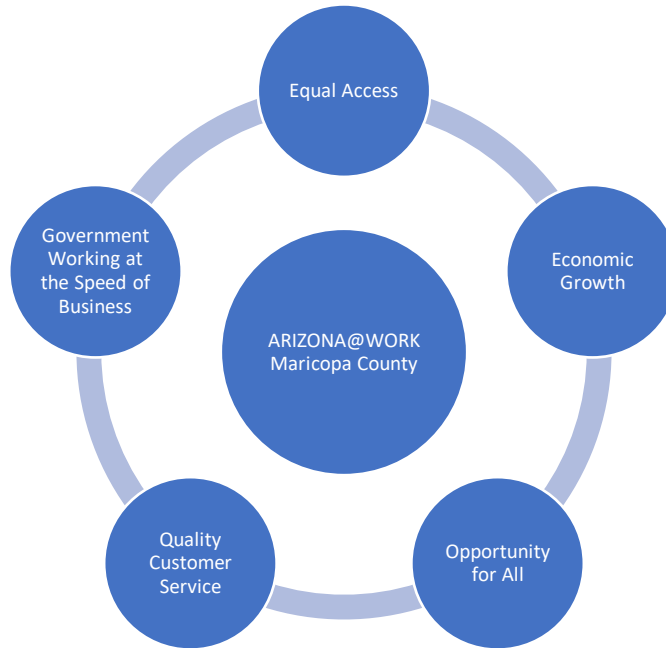 Equal Access
Government
Working at
the Speed of
Business
Economic
Growth
ARIZONA@WORK
Maricopa County
Quality
Customer
Service
Opportunity
for All